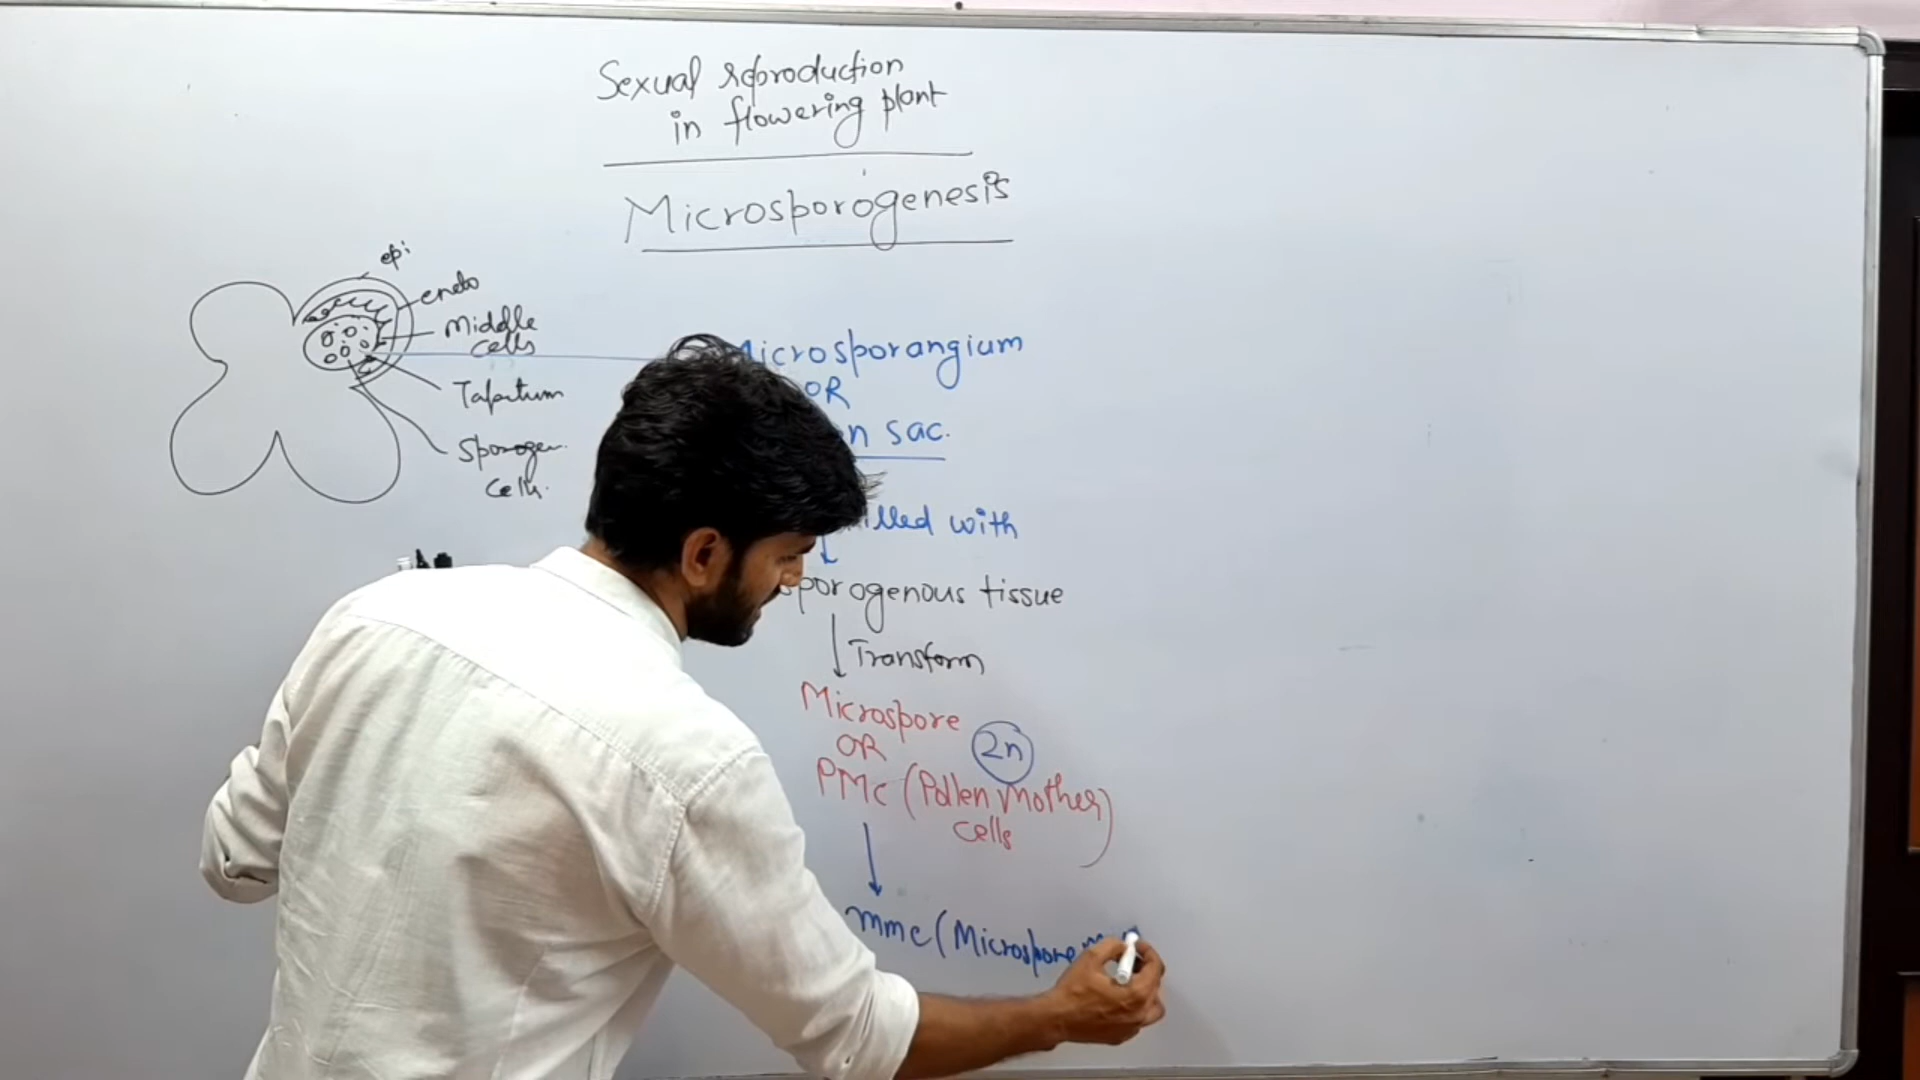 Sexual reproduction
in flowering plant
Microsporogenesis
epi
endo
Middle
cells
Tapetum
Sporogen.
Cells.
Microsporangium
OR
sac.
filled with
sporogenous tissue
Transform
Microspore
OR
2n
PMC (Pollen Mother)
cells
mmc (Microspore